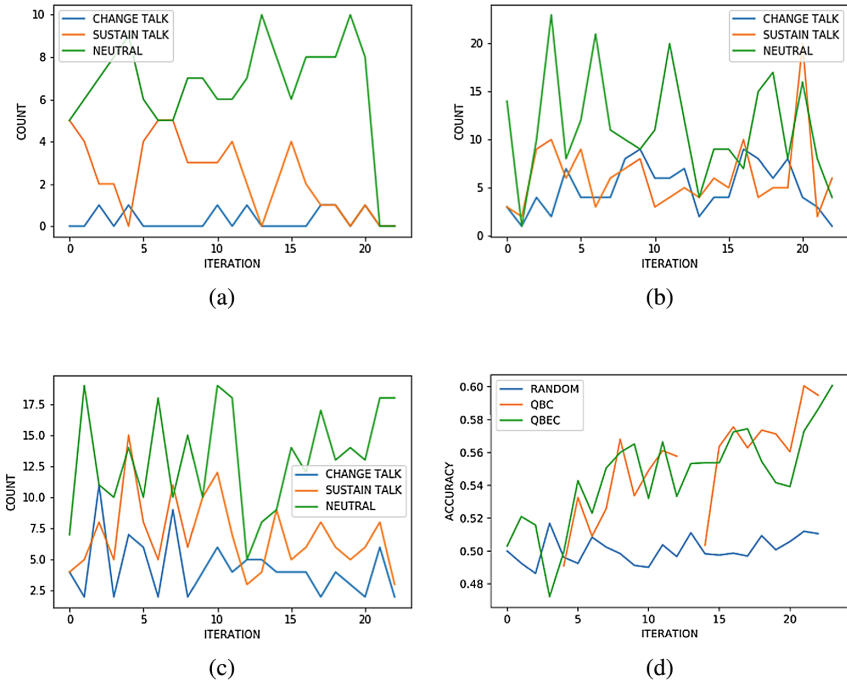 10
8
6
4
2
0
COUNT
CHANGE TALK
SUSTAIN TALK
NEUTRAL
0 5 10 15 20
ITERATION
(a)
20
15
10
5
0
COUNT
CHANGE TALK
SUSTAIN TALK
NEUTRAL
0 5 10 15 20
ITERATION
(b)
17.5
15.0
12.5
10.0
7.5
5.0
2.5
COUNT
CHANGE TALK
SUSTAIN TALK
NEUTRAL
0 5 10 15 20
ITERATION
(c)
0.60
0.58
0.56
0.54
0.52
0.50
0.48
ACCURACY
RANDOM
QBC
QBEC
0 5 10 15 20
ITERATION
(d)